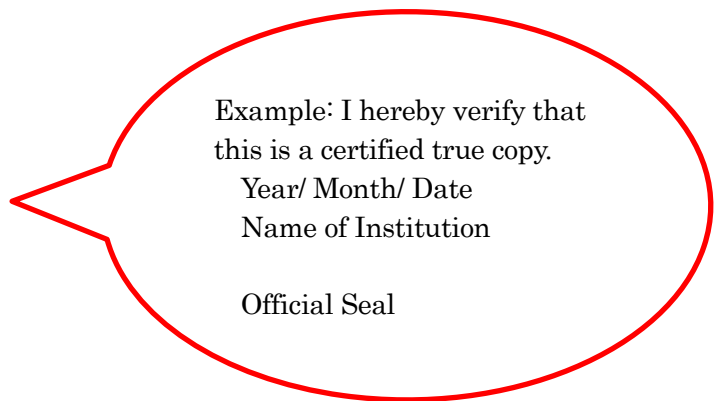 Example: I hereby verify that
this is a certified true copy.
Year/ Month/ Date
Name of Institution
Official Seal